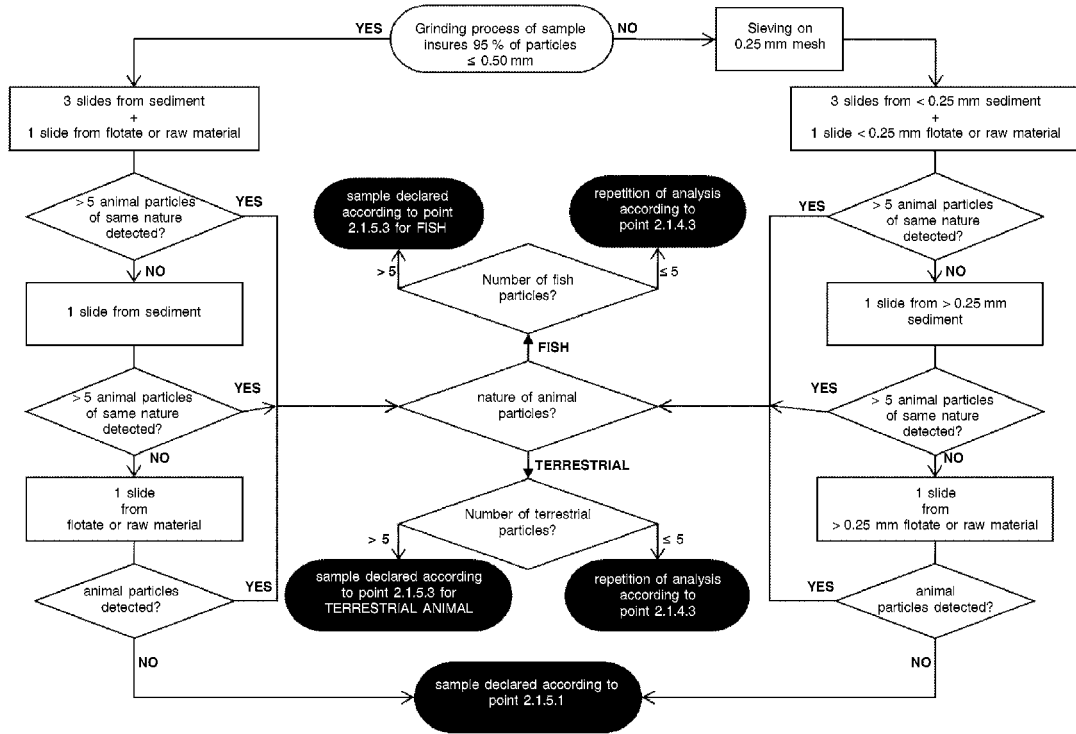 YES
Grinding process of sample
insures 95 % of particles
≤ 0.50 mm
NO
Sieving on
0.25 mm mesh
3 slides from sediment
+
1 slide from flotate or raw material
3 slides from < 0.25 mm sediment
+
1 slide < 0.25 mm flotate or raw material
> 5 animal particles
of same nature
detected?
YES
sample declared
according to point
2.1.5.3 for FISH
repetition of analysis
according to
point 2.1.4.3
YES
> 5 animal particles
of same nature
detected?
NO
> 5
Number of fish
particles?
≤ 5
NO
1 slide from sediment
1 slide from > 0.25 mm
sediment
FISH
> 5 animal particles
of same nature
detected?
YES
nature of animal
particles?
YES
> 5 animal particles
of same nature
detected?
NO
TERRESTRIAL
NO
1 slide
from
flotate or raw material
Number of terrestrial
particles?
1 slide
from
> 0.25 mm flotate or raw material
> 5
≤ 5
animal particles
detected?
YES
sample declared according
to point 2.1.5.3 for
TERRESTRIAL ANIMAL
repetition of analysis
according to
point 2.1.4.3
YES
animal
particles detected?
NO
NO
sample declared according to
point 2.1.5.1